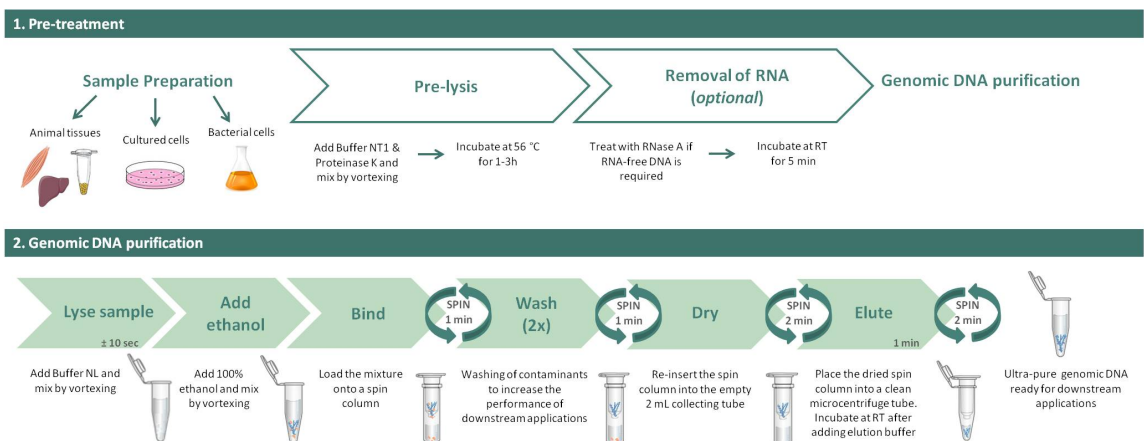 1. Pre-treatment
Sample Preparation
Animal tissues
Cultured cells
Bacterial cells
Pre-lysis
Add Buffer NT1 &
Proteinase K and
mix by vortexing
Incubate at 56 °C
for 1-3h
Removal of RNA
(optional)
Treat with RNase A if
RNA-free DNA is
required
Incubate at RT
for 5 min
Genomic DNA purification
2. Genomic DNA purification
Lyse sample
± 10 sec
Add
ethanol
Bind
SPIN
1 min
Wash
(2x)
SPIN
1 min
Dry
SPIN
2 min
Elute
1 min
SPIN
2 min
Add Buffer NL and
mix by vortexing
Add 100%
ethanol and mix
by vortexing
Load the mixture
onto a spin
column
Washing of contaminants
to increase the
performance of
downstream applications
Re-insert the spin
column into the empty
2 mL collecting tube
Place the dried spin
column into a clean
microcentrifuge tube.
Incubate at RT after
adding elution buffer
Ultra-pure genomic DNA
ready for downstream
applications